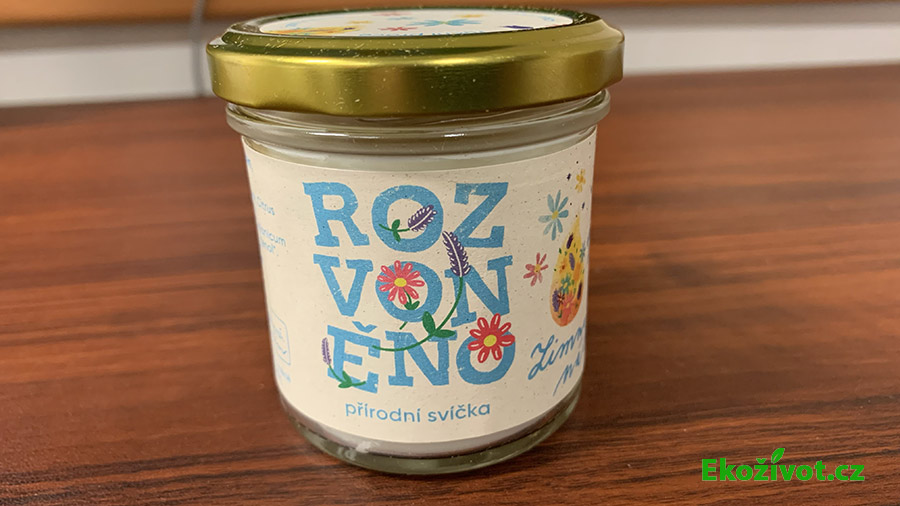 ROZ
VON
ĚNO
přírodní svíčka
Ekoživot.cz